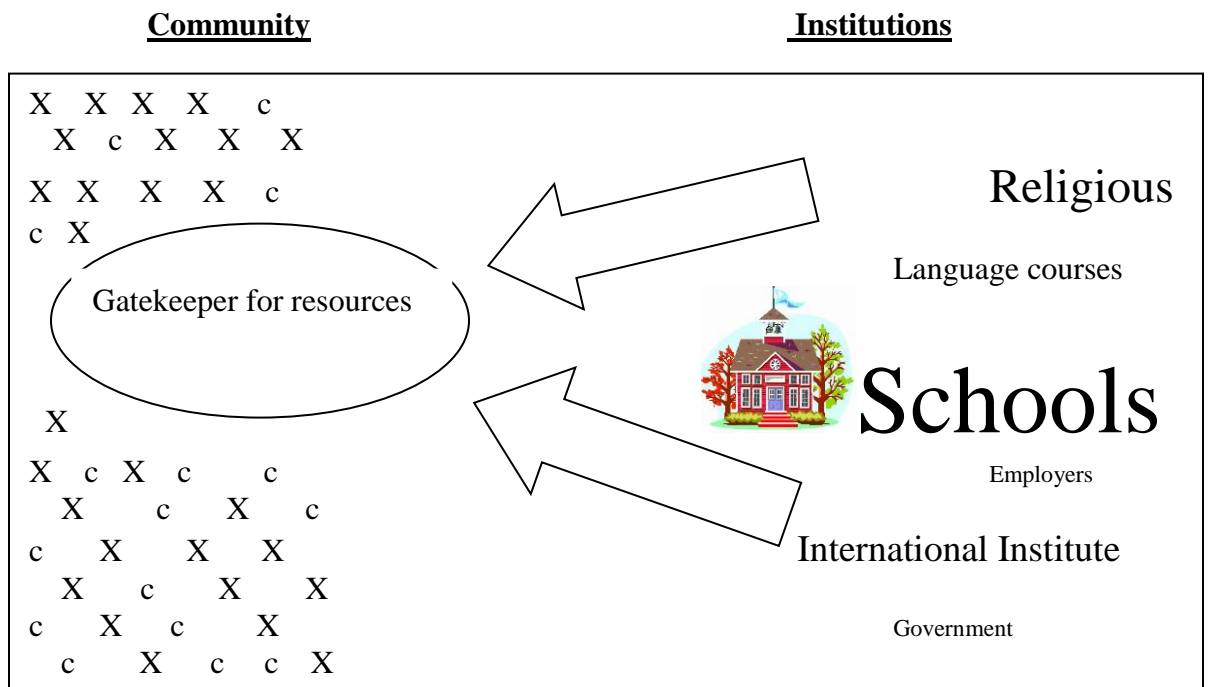 Community Institutions
X X X X c
X c X X X
X X X X c
c X
Gatekeeper for resources
X
X c X c c
X c X c
c X X X
X c X X
c X c X
c X c c X
Religious
Language courses
Schools
Employers
International Institute
Government